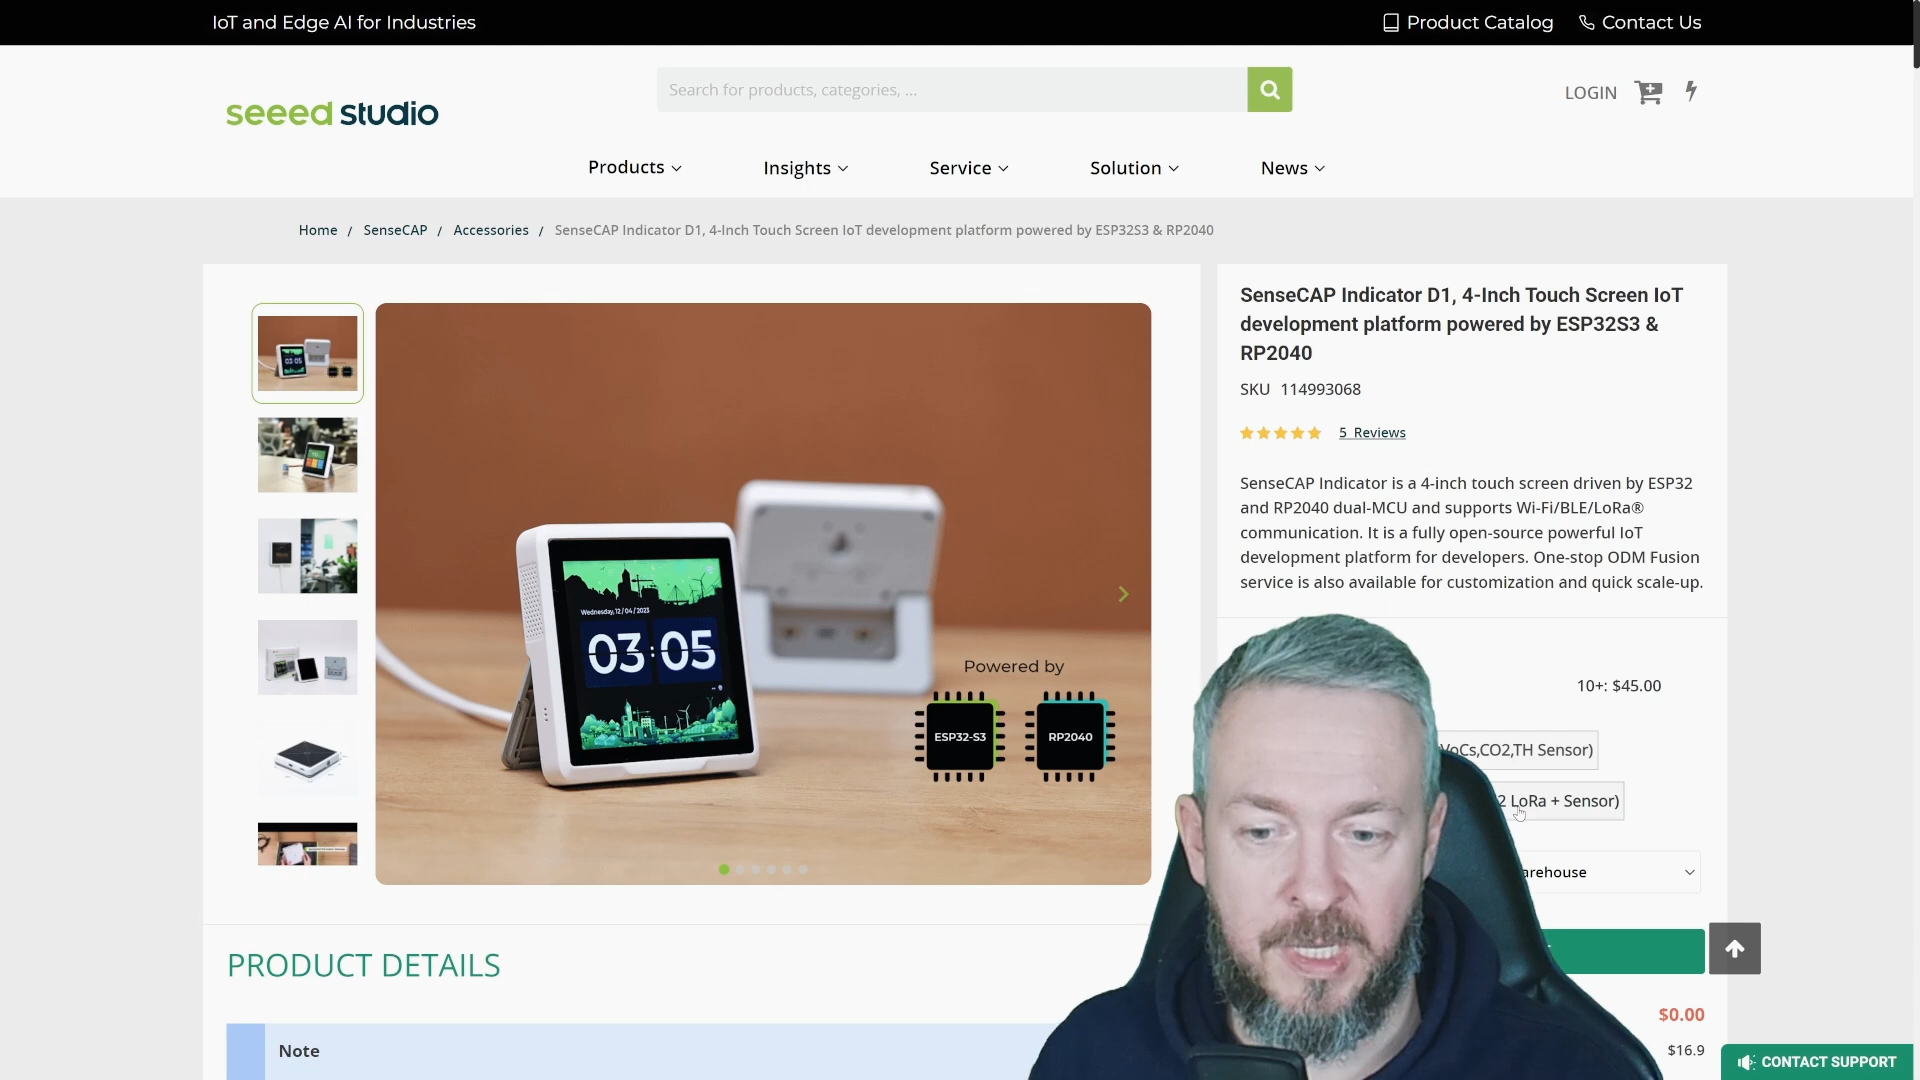 IoT and Edge AI for Industries
Product Catalog
Contact Us
seeed studio
Search for products, categories, ...
LOGIN
Products
Insights
Service
Solution
News
Home / SenseCAP / Accessories / SenseCAP Indicator D1, 4-Inch Touch Screen IoT development platform powered by ESP32S3 & RP2040
Wednesday, 12 / 04 / 2023
03:05
Powered by
ESP32-S3
RP2040
SenseCAP Indicator D1, 4-Inch Touch Screen IoT
development platform powered by ESP32S3 &
RP2040
SKU 114993068
5 Reviews
SenseCAP Indicator is a 4-inch touch screen driven by ESP32
and RP2040 dual-MCU and supports Wi-Fi/BLE/LoRa®
communication. It is a fully open-source powerful IoT
development platform for developers. One-stop ODM Fusion
service is also available for customization and quick scale-up.
10+: $45.00
VoCs,CO2,TH Sensor)
2 LoRa + Sensor)
arehouse
$0.00
$16.9
PRODUCT DETAILS
Note
CONTACT SUPPORT